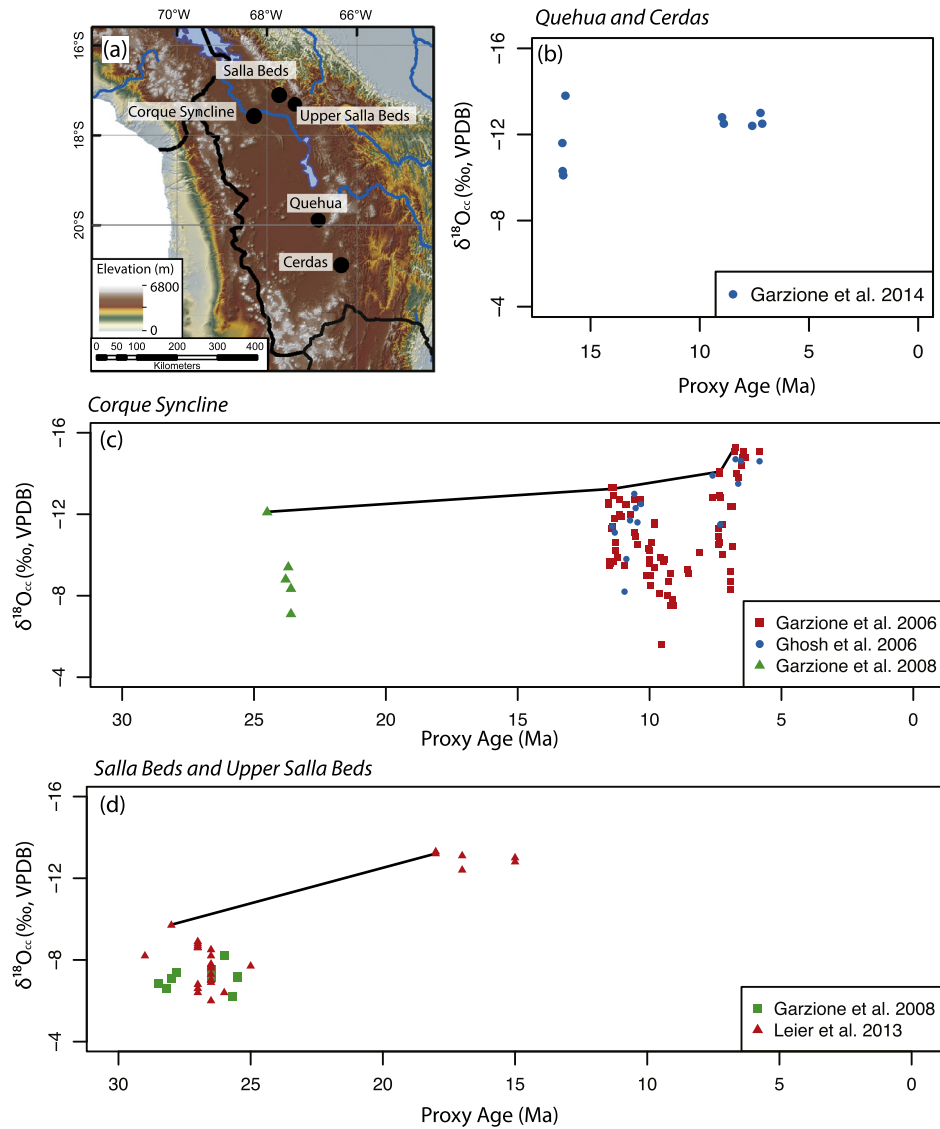 70°W 68°W 66°W
16°S
18°S
20°S
(a)
Salla Beds
Corque Syncline
Upper Salla Beds
Quehua
Cerdas
Elevation (m)
6800
0
0 50 100 200 300 400
Kilometers
Quehua and Cerdas
(b)
-16
-12
-8
-4
δ¹⁸Occ (‰, VPDB)
Garzione et al. 2014
15 10 5 0
Proxy Age (Ma)
Corque Syncline
(c)
-16
-12
-8
-4
δ¹⁸Occ (‰, VPDB)
Garzione et al. 2006
Ghosh et al. 2006
Garzione et al. 2008
30 25 20 15 10 5 0
Proxy Age (Ma)
Salla Beds and Upper Salla Beds
(d)
-16
-12
-8
-4
δ¹⁸Occ (‰, VPDB)
Garzione et al. 2008
Leier et al. 2013
30 25 20 15 10 5 0
Proxy Age (Ma)